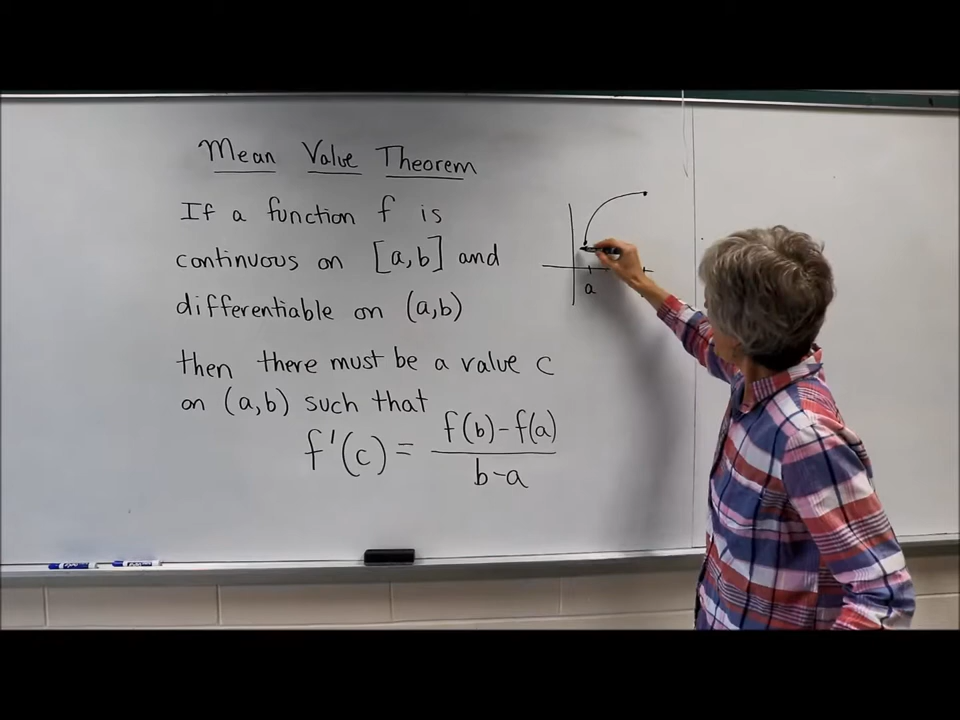 Mean Value Theorem
If a function f is
continuous on [a,b] and
differentiable on (a,b)
then there must be a value c
on (a,b) such that
f'(c) = f(b)-f(a)
b-a
a